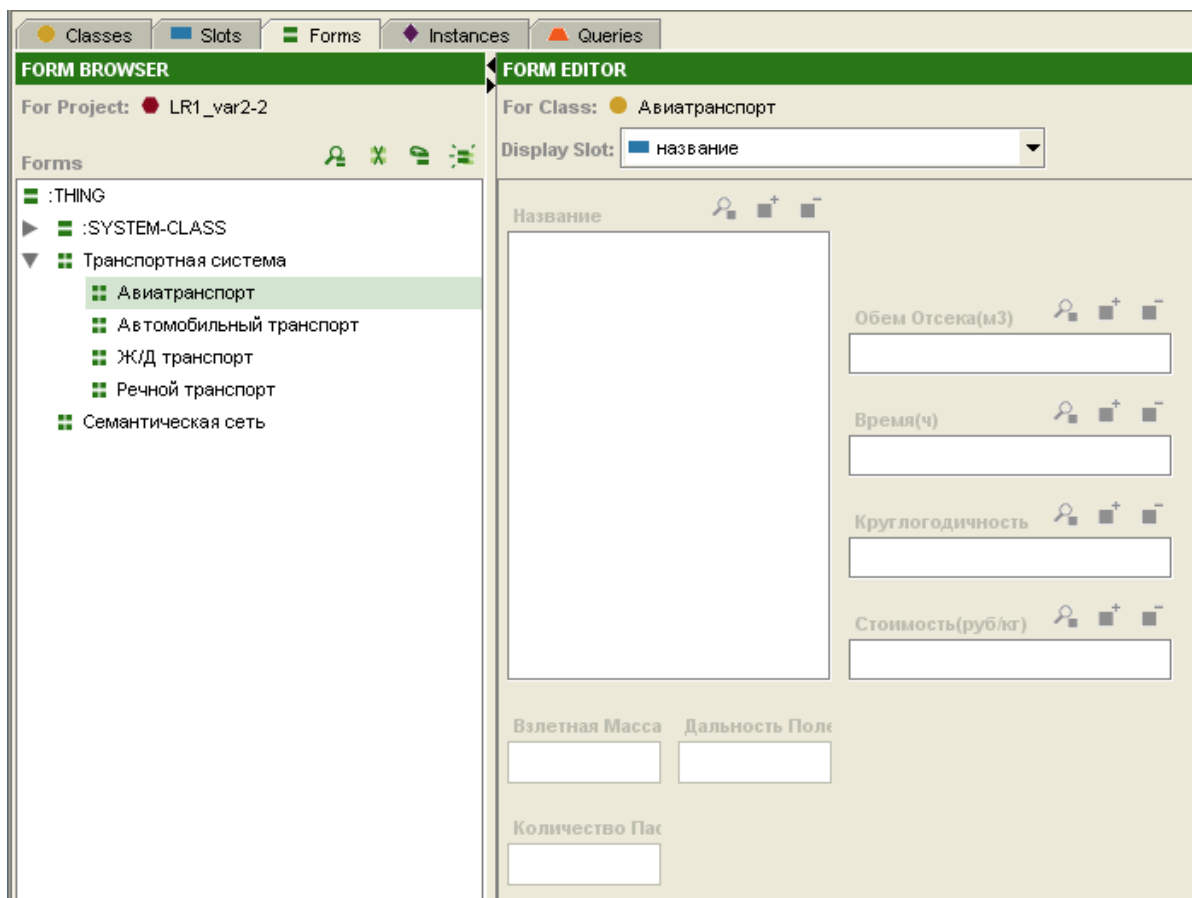 Classes Slots Forms Instances Queries
FORM BROWSER
For Project: LR1_var2-2
Forms
:THING
:SYSTEM-CLASS
Транспортная система
Авиатранспорт
Автомобильный транспорт
Ж/Д транспорт
Речной транспорт
Семантическая сеть
FORM EDITOR
For Class: Авиатранспорт
Display Slot: название
Название
Обем Отсека(м3)
Время(ч)
Круглогодичность
Стоимость(руб/кг)
Взлетная Масса Дальность Поле
Количество Пас